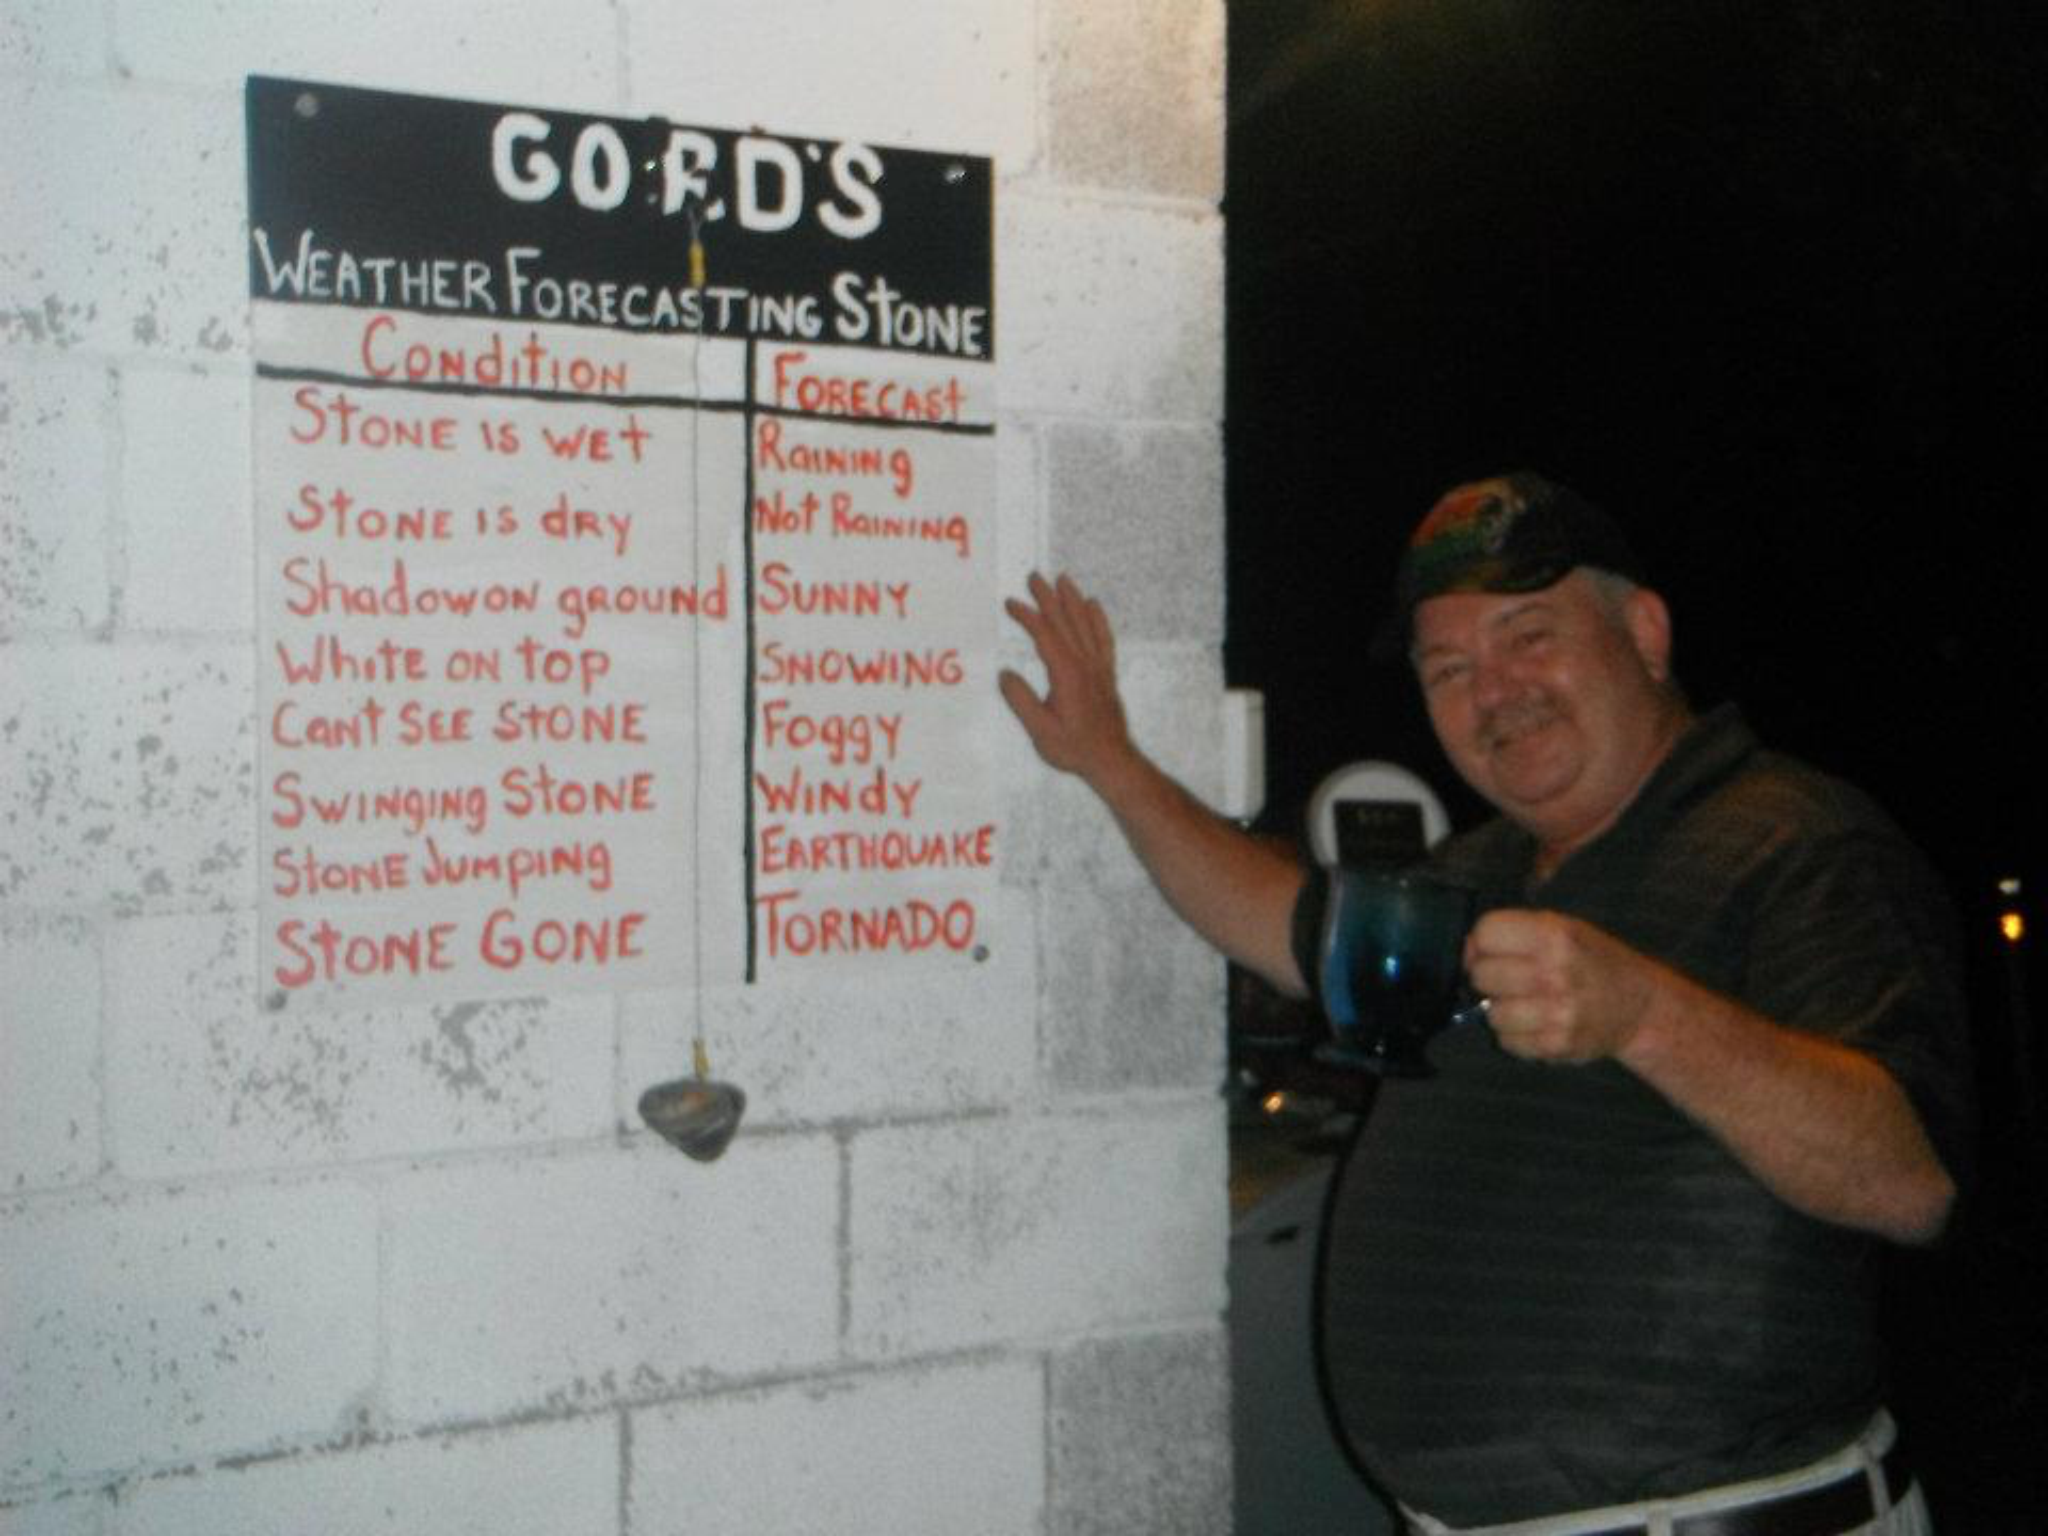 GORD'S
WEATHER FORECASTING STONE
CONdiTION FORECASt
STONE IS WEt RaiNiNg
STONE IS dRy Not RaiNiNg
ShadowoN gROUNd SUNNY
White ON top SNOWiNG
CaNT SEE STONE Foggy
SwiNgiNg STONE WiNdY
StONE JumpiNg EARTHQUAKE
STONE GONE TORNADO